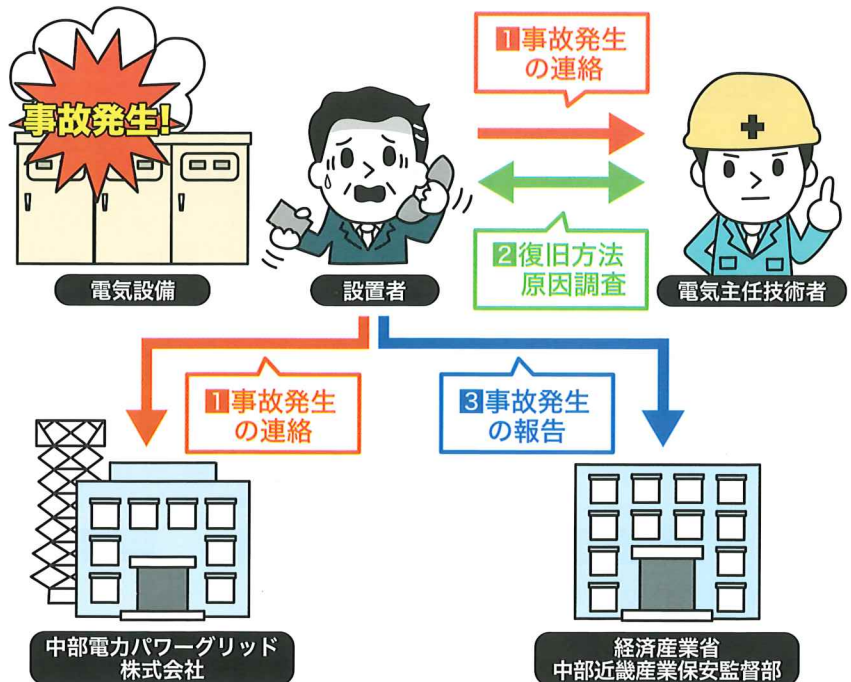 事故発生!
1事故発生
の連絡
2復旧方法
原因調査
電気設備
設置者
電気主任技術者
1事故発生
の連絡
3事故発生
の報告
中部電力パワーグリッド
株式会社
経済産業省
中部近畿産業保安監督部